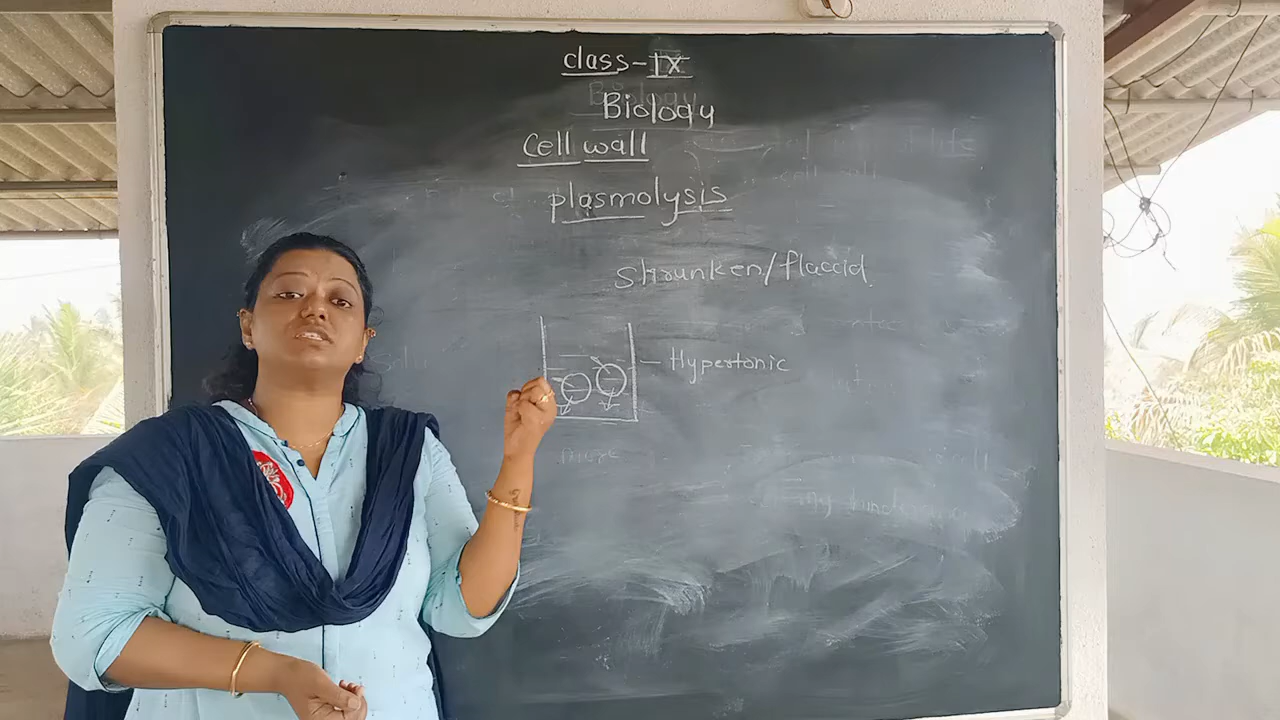 class-IX
Biology
Cell wall
plasmolysis
Shrunken/flaccid
- Hypertonic